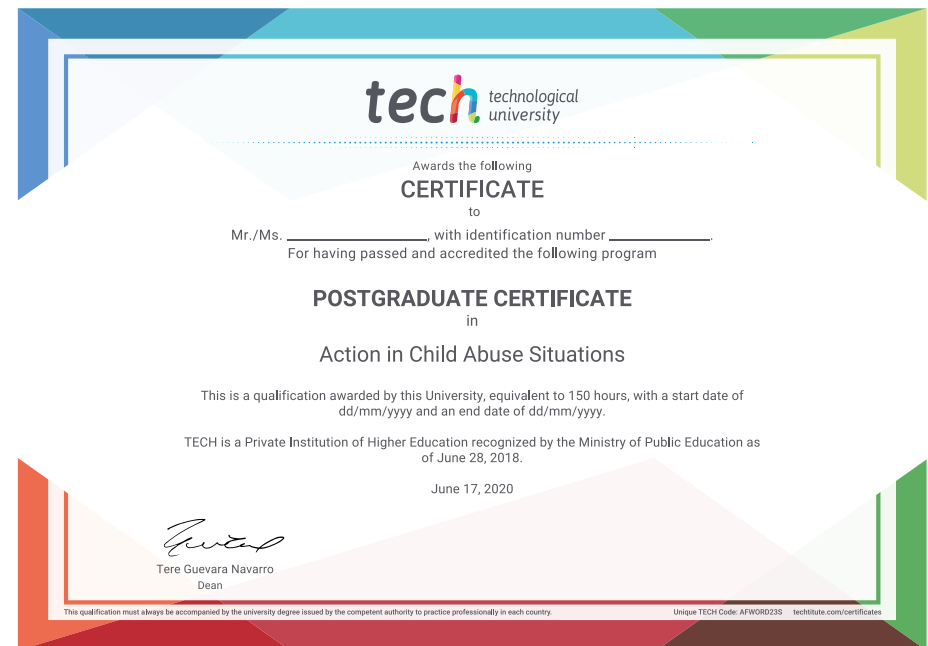 tech technological
university
Awards the following
CERTIFICATE
to
Mr./Ms. ____________________, with identification number ______________.
For having passed and accredited the following program
POSTGRADUATE CERTIFICATE
in
Action in Child Abuse Situations
This is a qualification awarded by this University, equivalent to 150 hours, with a start date of
dd/mm/yyyy and an end date of dd/mm/yyyy.
TECH is a Private Institution of Higher Education recognized by the Ministry of Public Education as
of June 28, 2018.
June 17, 2020
Tere Guevara Navarro
Dean
This qualification must always be accompanied by the university degree issued by the competent authority to practice professionally in each country.
Unique TECH Code: AFWORD23S techtitute.com/certificates